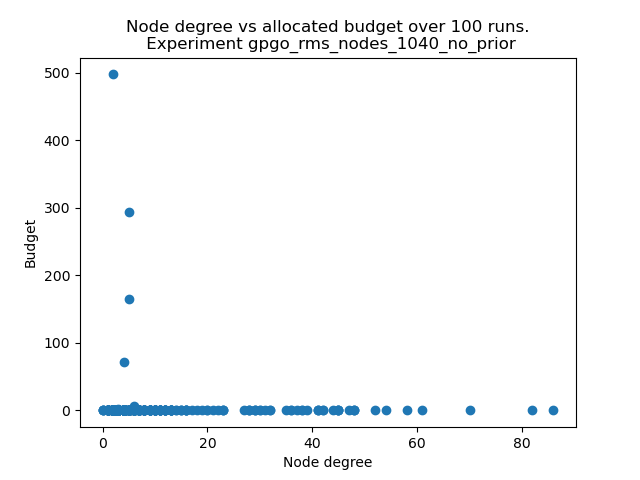 Node degree vs allocated budget over 100 runs.
Experiment gpgo_rms_nodes_1040_no_prior
500
400
300
200
100
0
Budget
0 20 40 60 80
Node degree